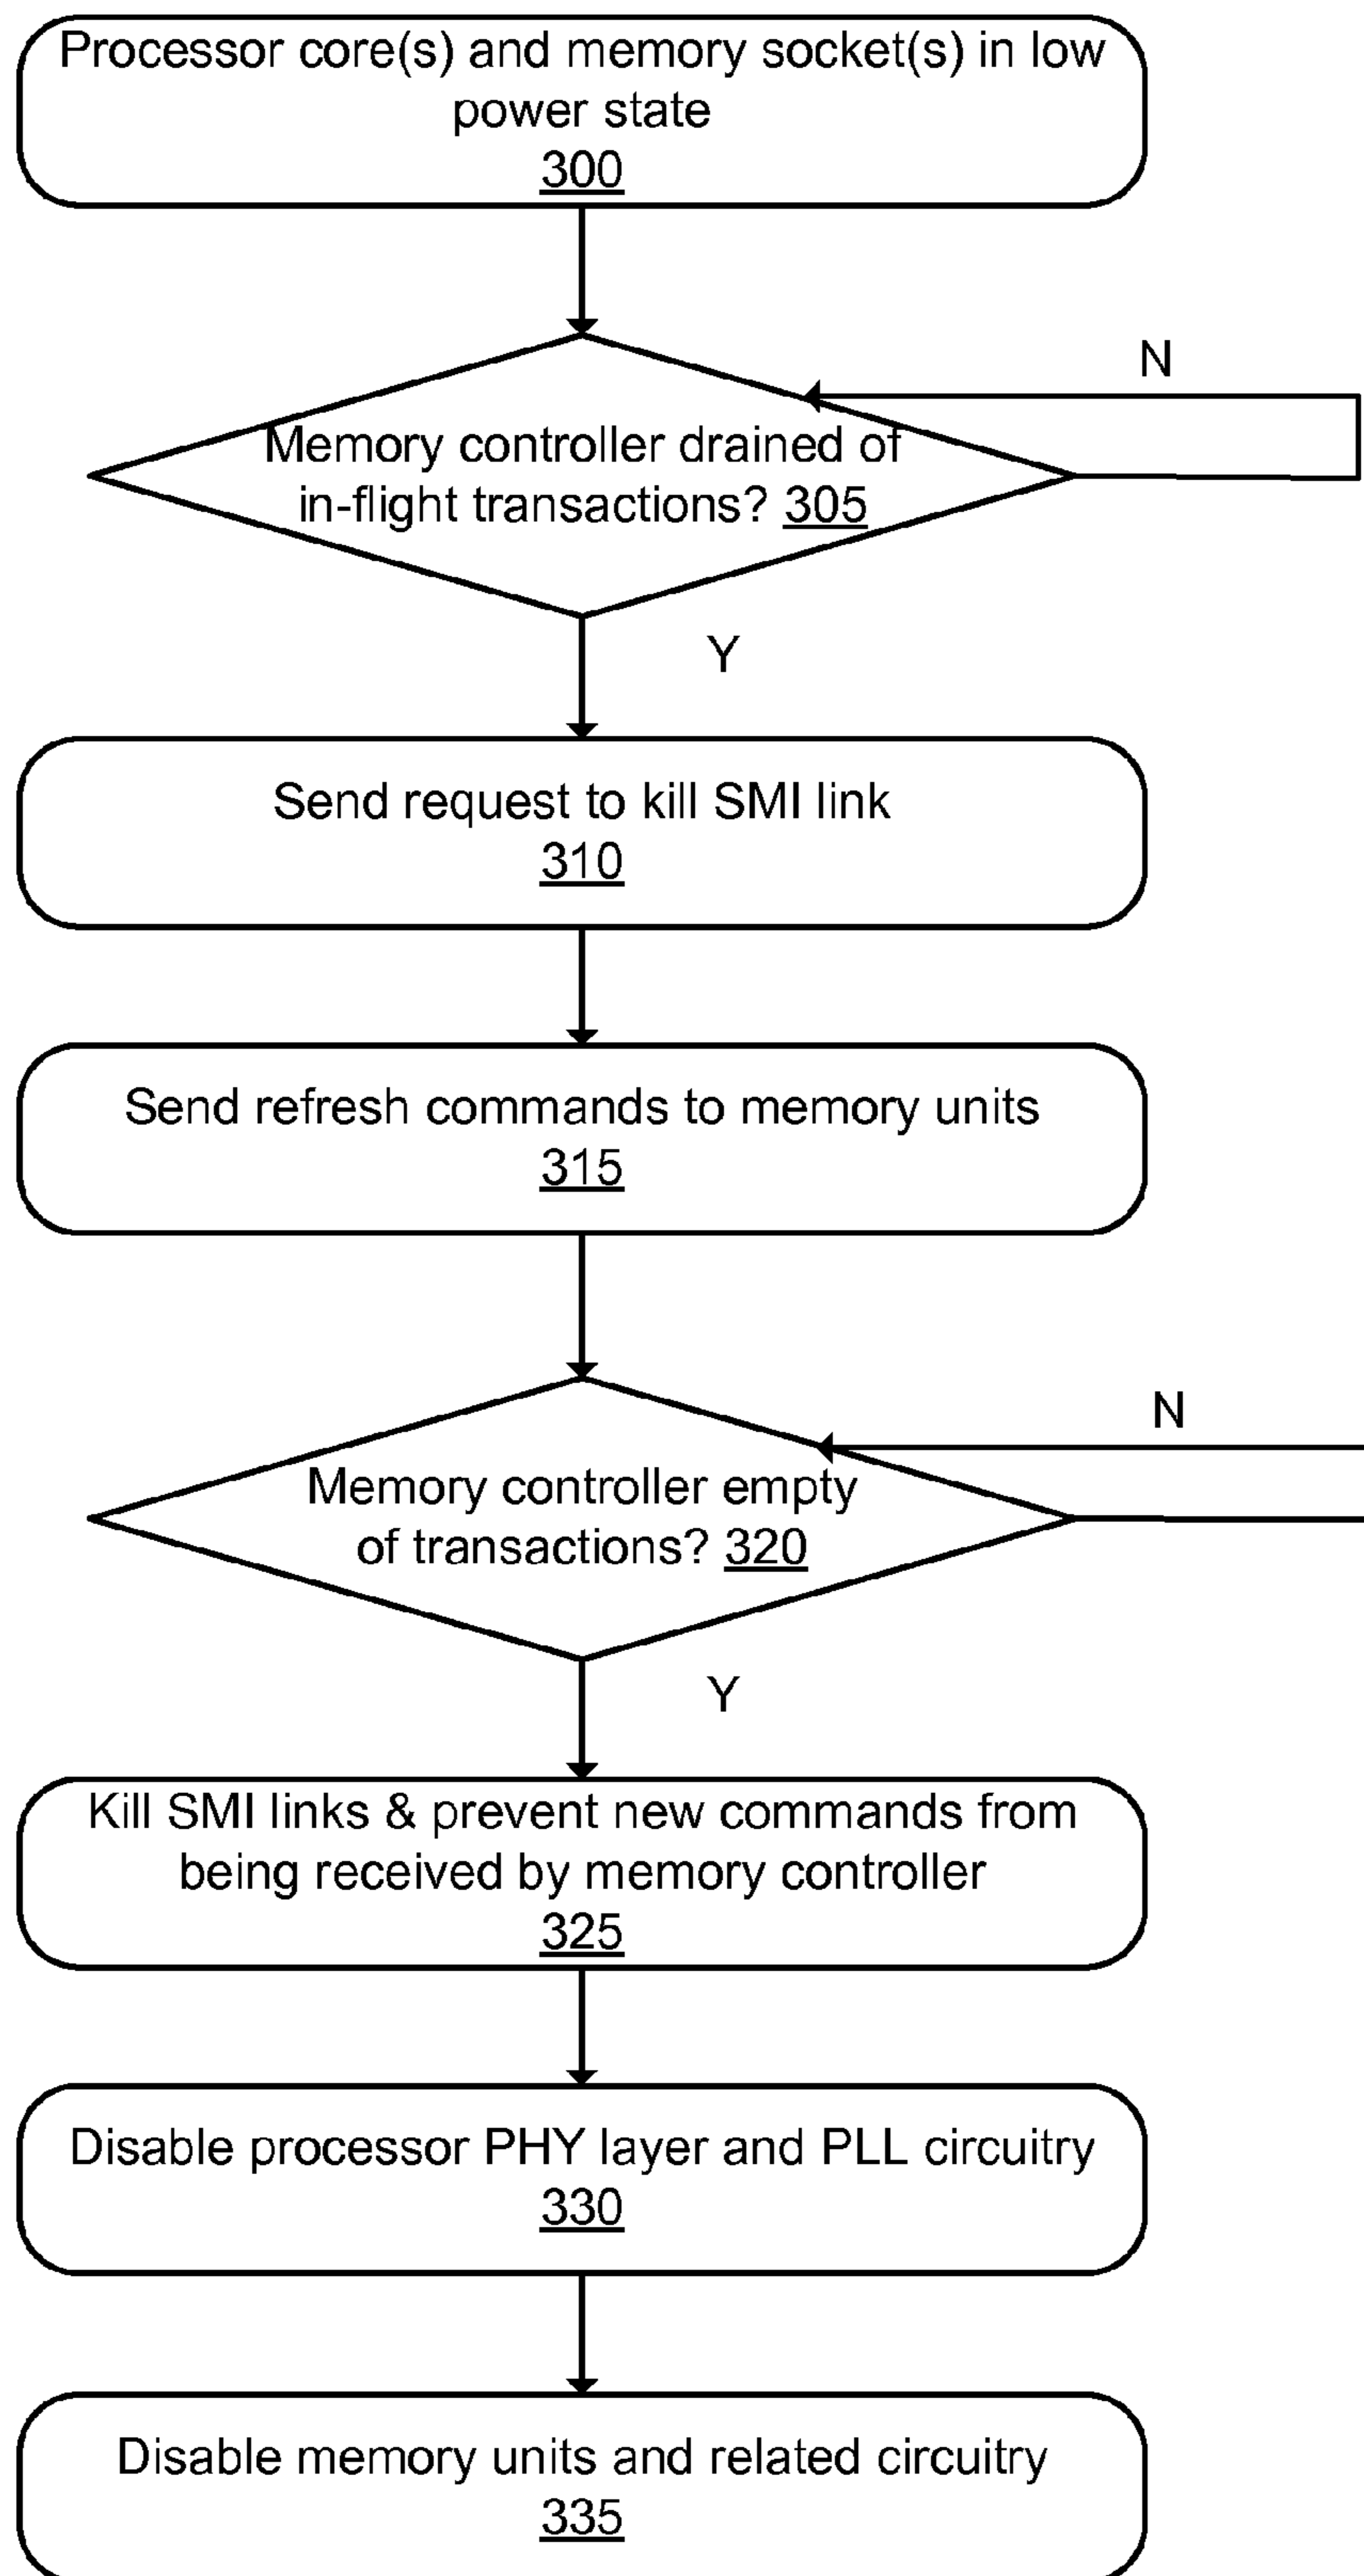 Processor core(s) and memory socket(s) in low
power state
300
N
Memory controller drained of
in-flight transactions? 305
Y
Send request to kill SMI link
310
Send refresh commands to memory units
315
N
Memory controller empty
of transactions? 320
Y
Kill SMI links & prevent new commands from
being received by memory controller
325
Disable processor PHY layer and PLL circuitry
330
Disable memory units and related circuitry
335